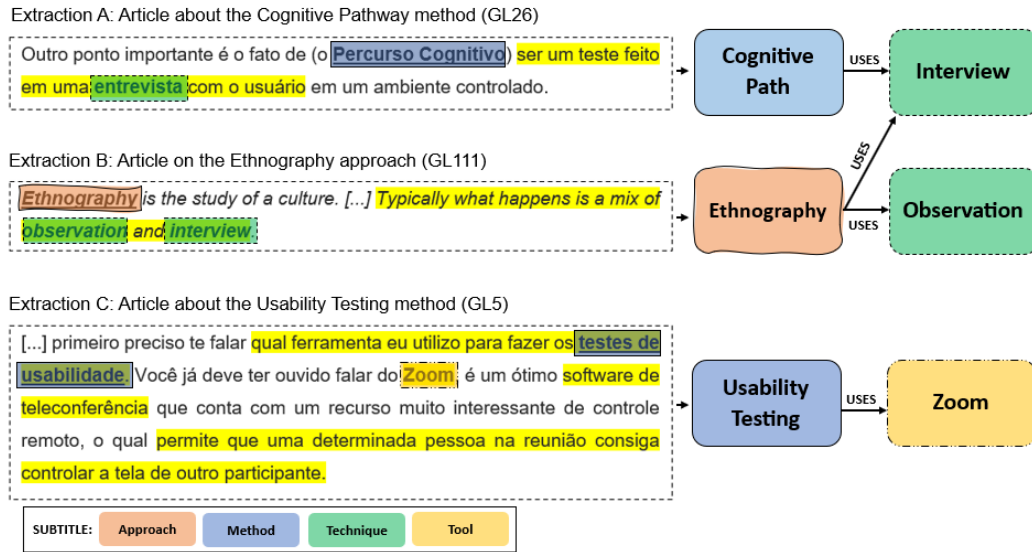 Extraction A: Article about the Cognitive Pathway method (GL26)
Outro ponto importante é o fato de (o Percurso Cognitivo) ser um teste feito
em uma entrevista com o usuário em um ambiente controlado.
Cognitive
Path
USES
Interview
Extraction B: Article on the Ethnography approach (GL111)
Ethnography is the study of a culture. [...] Typically what happens is a mix of
observation and interview.
Ethnography
USES
USES
Observation
Extraction C: Article about the Usability Testing method (GL5)
[...] primeiro preciso te falar qual ferramenta eu utilizo para fazer os testes de
usabilidade. Você já deve ter ouvido falar do Zoom, é um ótimo software de
teleconferência que conta com um recurso muito interessante de controle
remoto, o qual permite que uma determinada pessoa na reunião consiga
controlar a tela de outro participante.
Usability
Testing
USES
Zoom
SUBTITLE: Approach Method Technique Tool